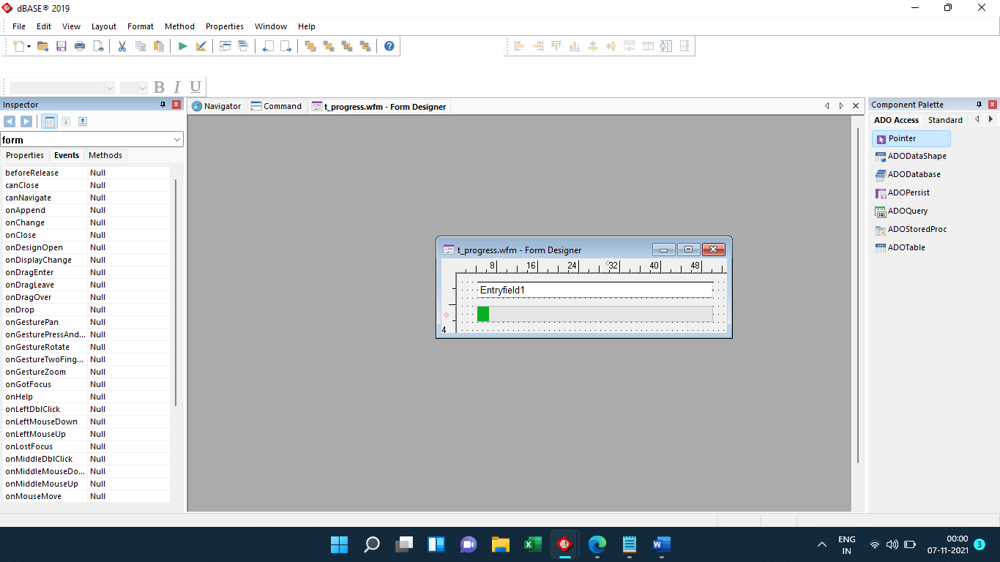 dBASE® 2019
File Edit View Layout Format Method Properties Window Help
B I U
Inspector
form
Properties Events Methods
beforeRelease Null
canClose Null
canNavigate Null
onAppend Null
onChange Null
onClose Null
onDesignOpen Null
onDisplayChange Null
onDragEnter Null
onDragLeave Null
onDragOver Null
onDrop Null
onGesturePan Null
onGesturePressAnd... Null
onGestureRotate Null
onGestureTwoFing... Null
onGestureZoom Null
onGotFocus Null
onHelp Null
onLeftDblClick Null
onLeftMouseDown Null
onLeftMouseUp Null
onLostFocus Null
onMiddleDblClick Null
onMiddleMouseDo... Null
onMiddleMouseUp Null
onMouseMove Null
Navigator Command t_progress.wfm - Form Designer
t_progress.wfm - Form Designer
8 16 24 32 40 48
Entryfield1
4
Component Palette
ADO Access Standard
Pointer
ADODataShape
ADODatabase
ADOPersist
SQL ADOQuery
ADOStoredProc
ADOTable
ENG
IN
00:00
07-11-2021
3